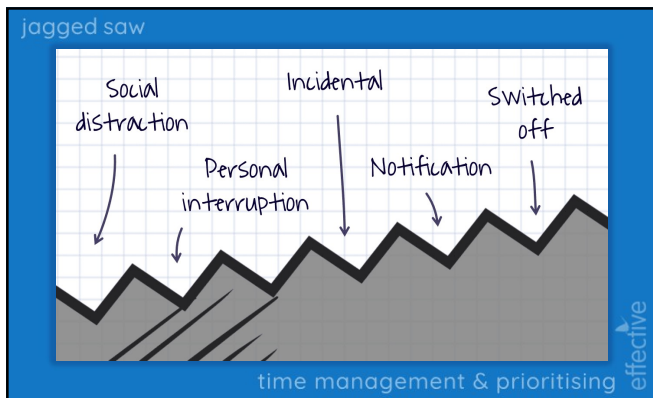 jagged saw
Social
distraction
Personal
interruption
Incidental
Notification
Switched
off
time management & prioritising
effective